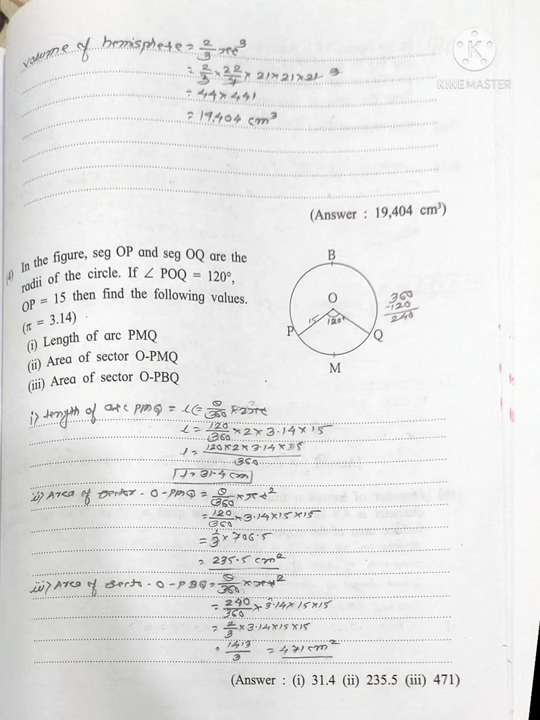 volume of hemisphere = 2/3 πr³
= 2/3 × 22/7 × 21×21×21
= 44×441
= 19,404 cm³
K
KINEMASTER
(Answer : 19,404 cm³)
(4) In the figure, seg OP and seg OQ are the
radii of the circle. If ∠ POQ = 120°,
OP = 15 then find the following values.
(π = 3.14)
(i) Length of arc PMQ
(ii) Area of sector O-PMQ
(iii) Area of sector O-PBQ
B
O
15
120°
P
Q
M
360
-120
240
i) Length of arc PMQ = l = θ/360 × 2πr
l = 120/360 × 2 × 3.14 × 15
l = 120×2×3.14×15/360
l = 31.4 cm
ii) Area of Sector - O-PMQ = θ/360 × πr²
= 120/360 × 3.14×15×15
= 1/3 × 706.5
= 235.5 cm²
iii) Area of Secto - O-PBQ = θ/360 × πr²
= 240/360 × 3.14×15×15
= 2/3 × 3.14×15×15
= 1413/3 = 471 cm²
(Answer : (i) 31.4 (ii) 235.5 (iii) 471)